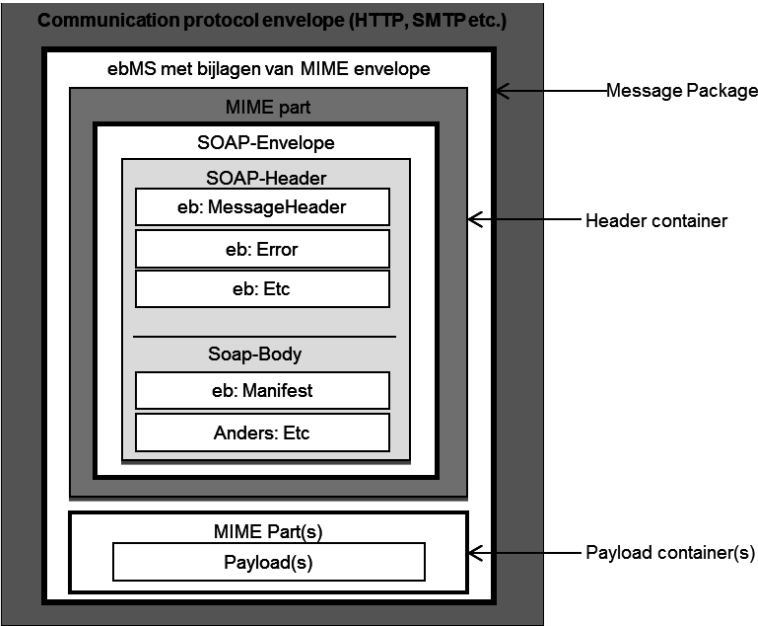 Communication protocol envelope (HTTP, SMTP etc.)
ebMS met bijlagen van MIME envelope
Message Package
MIME part
SOAP-Envelope
SOAP-Header
eb: MessageHeader
Header container
eb: Error
eb: Etc
Soap-Body
eb: Manifest
Anders: Etc
MIME Part(s)
Payload(s)
Payload container(s)